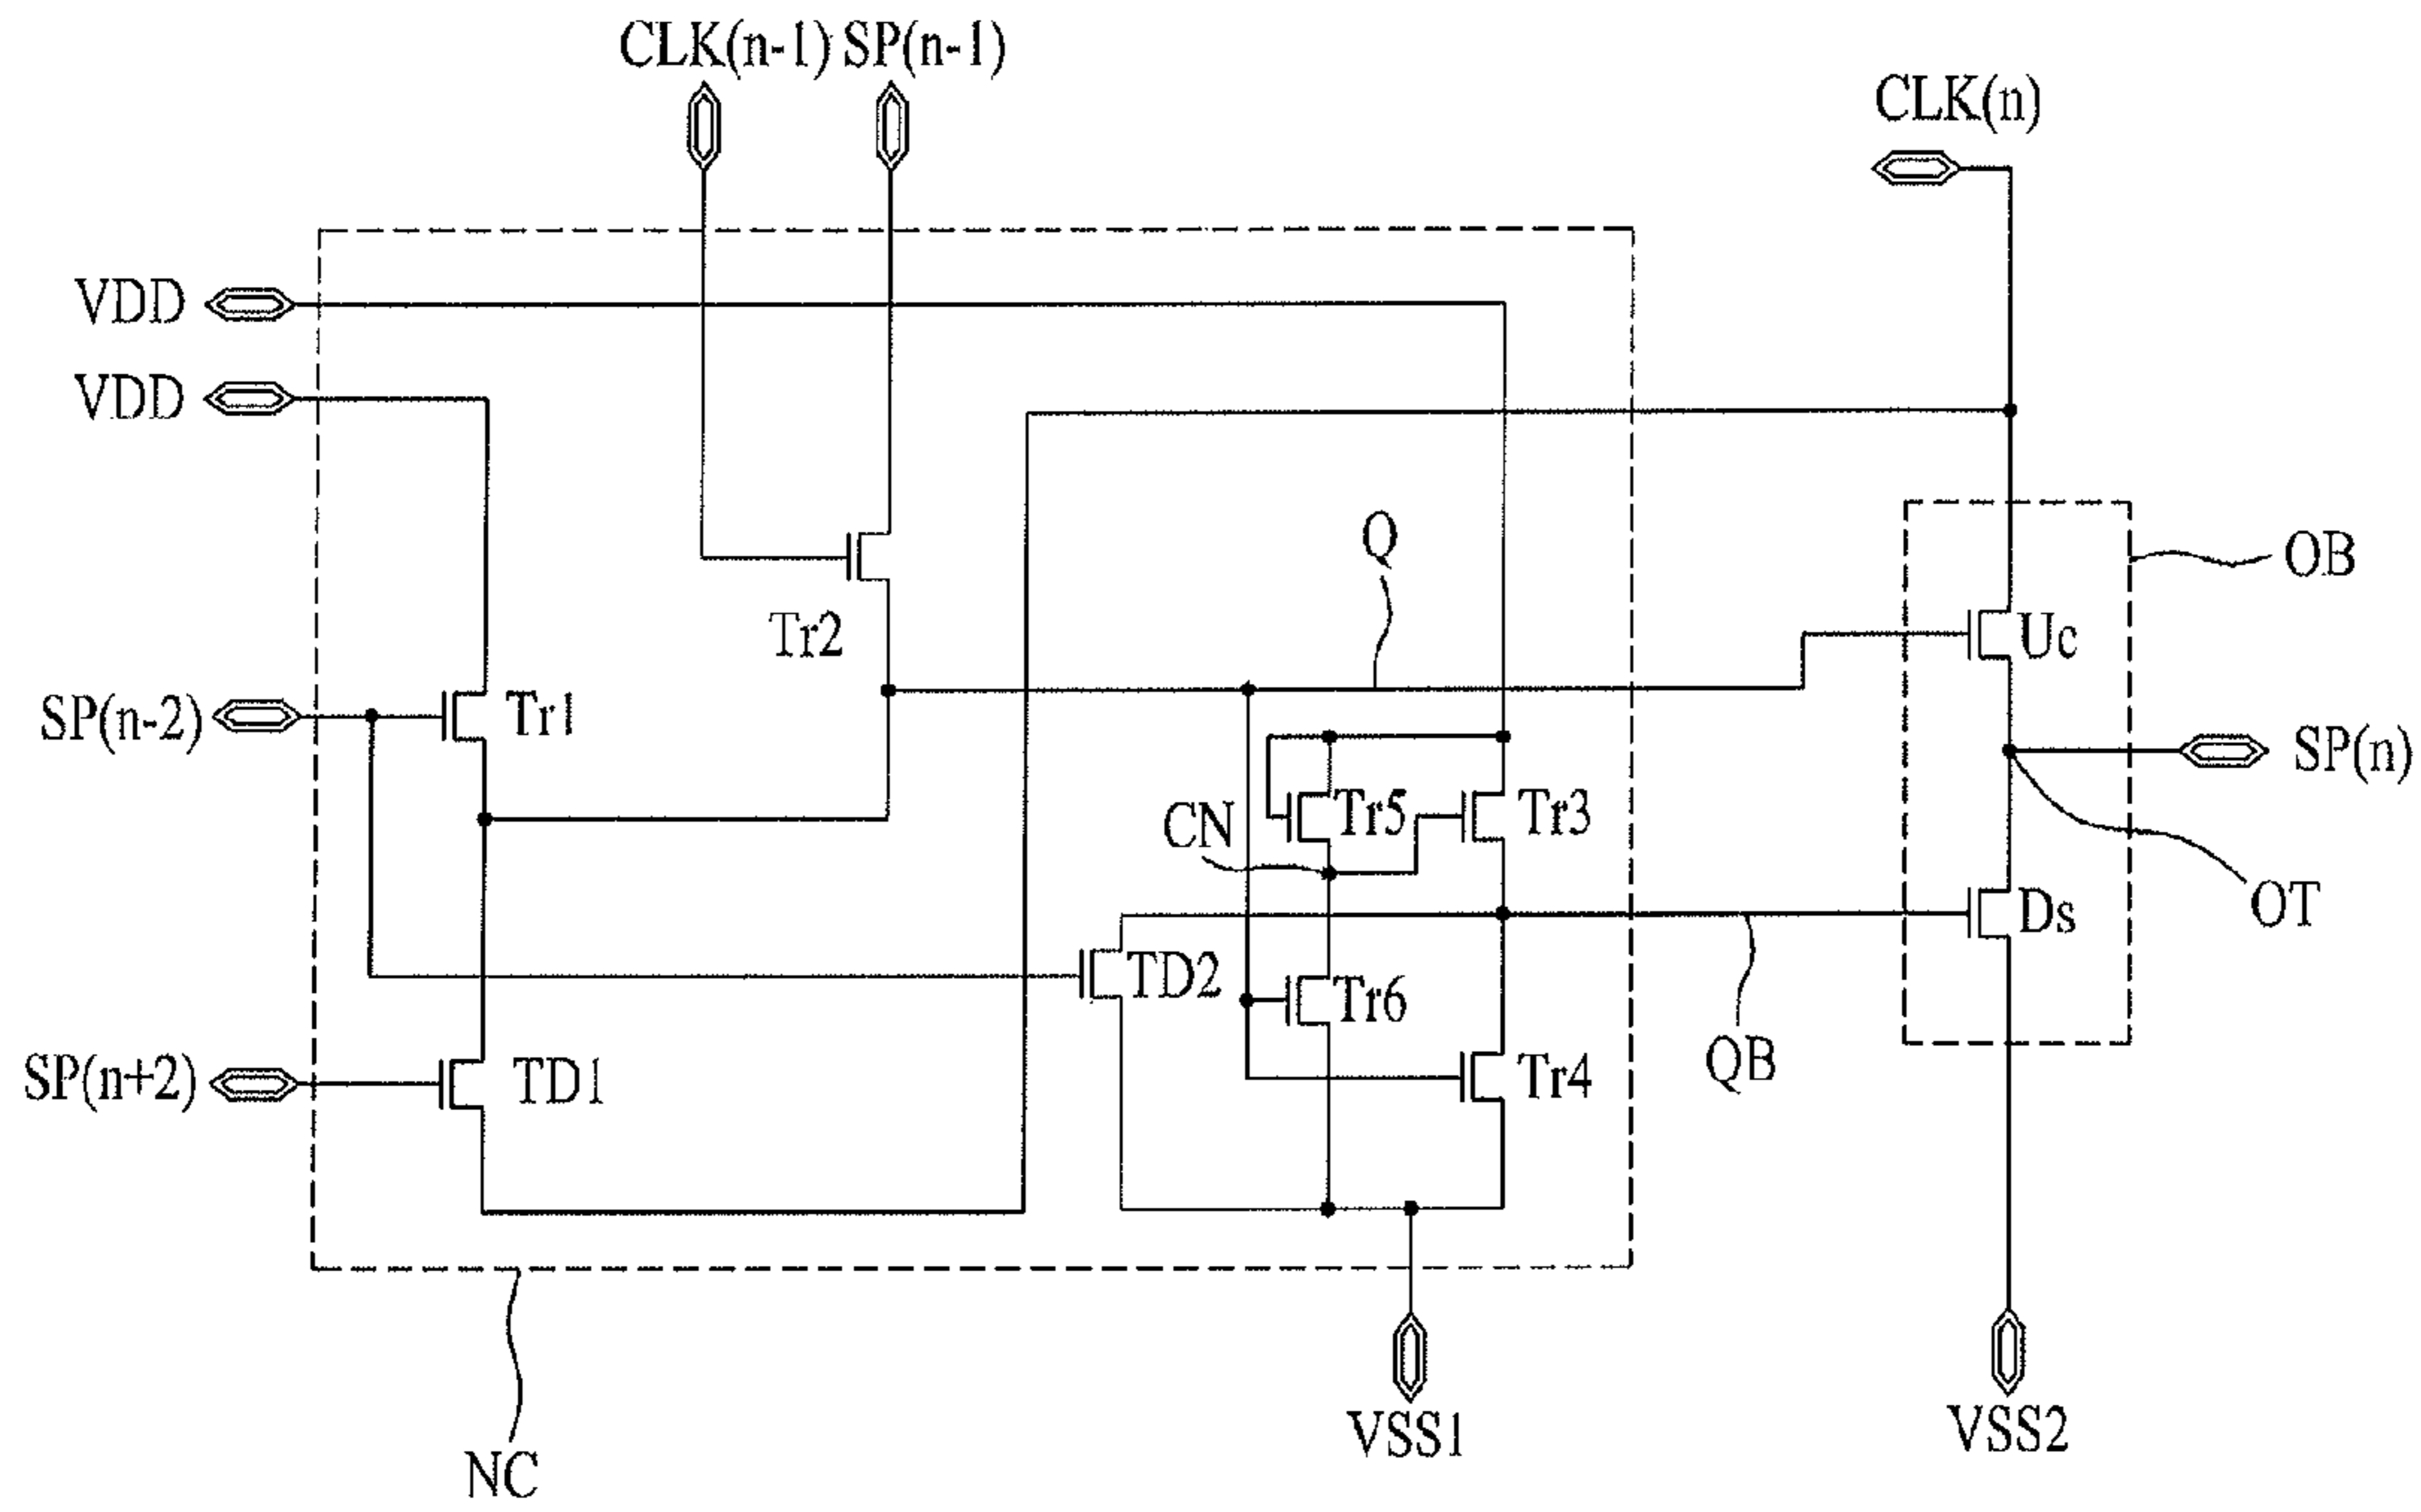 CLK(n-1) SP(n-1)
CLK(n)
VDD
VDD
Q
OB
Tr2
Uc
SP(n-2)
Tr1
SP(n)
CN
Tr5
Tr3
OT
Ds
TD2
Tr6
QB
SP(n+2)
TD1
Tr4
VSS1
VSS2
NC